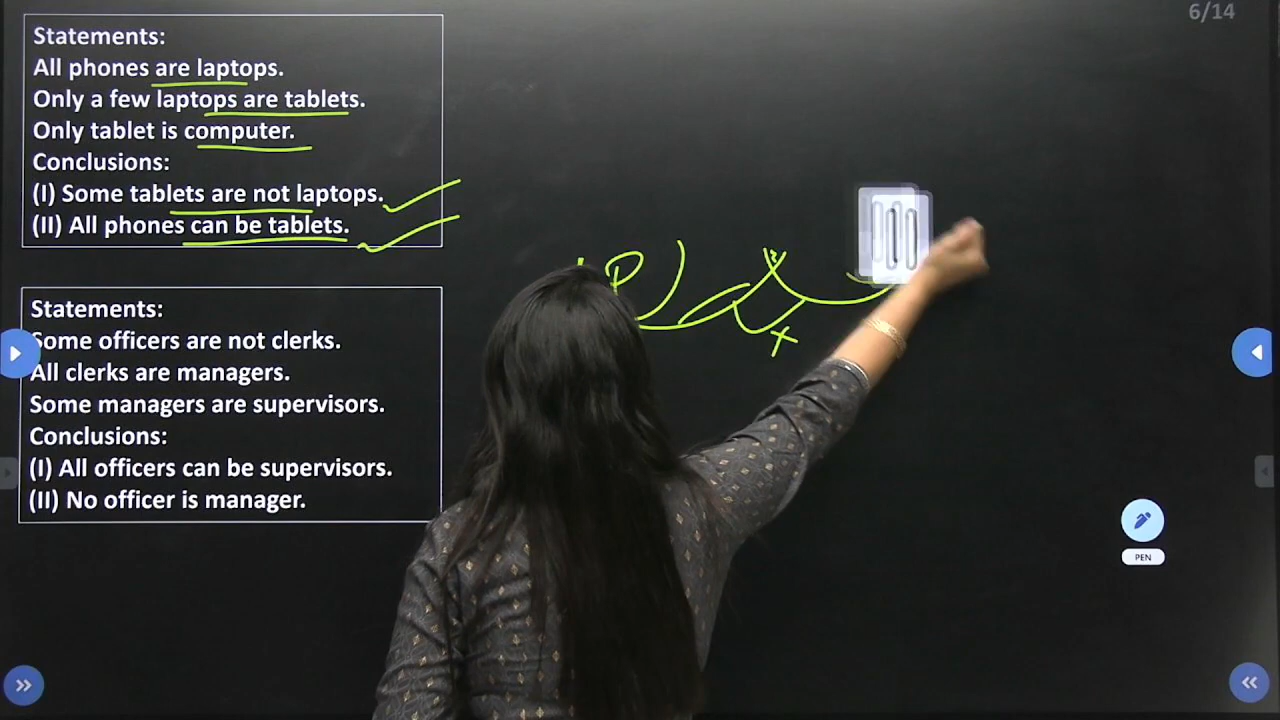 6/14
Statements:
All phones are laptops.
Only a few laptops are tablets.
Only tablet is computer.
Conclusions:
(I) Some tablets are not laptops.
(II) All phones can be tablets.
Statements:
Some officers are not clerks.
All clerks are managers.
Some managers are supervisors.
Conclusions:
(I) All officers can be supervisors.
(II) No officer is manager.
P
PEN